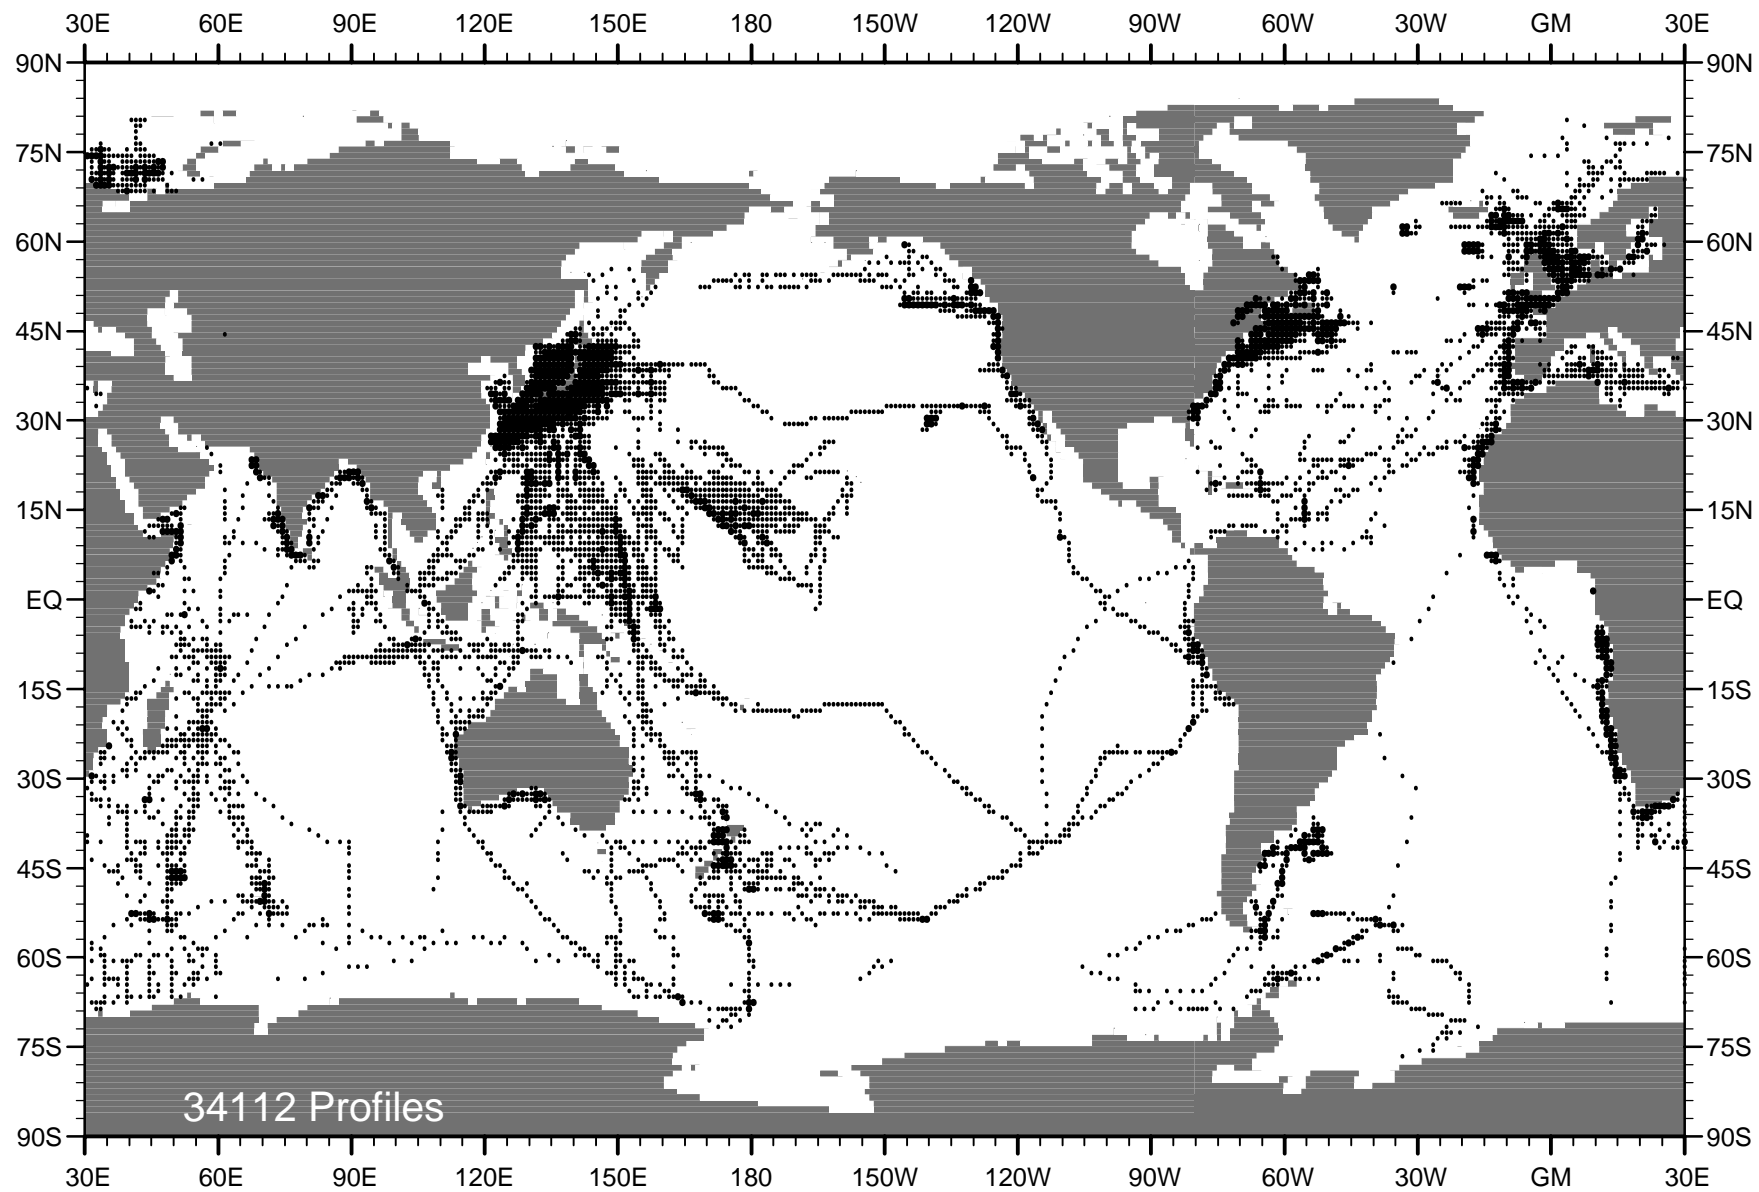 30E 60E 90E 120E 150E 180 150W 120W 90W 60W 30W GM 30E
90N 90N
75N 75N
60N 60N
45N 45N
30N 30N
15N 15N
EQ EQ
15S 15S
30S 30S
45S 45S
60S 60S
75S 75S
34112 Profiles
90S 90S
30E 60E 90E 120E 150E 180 150W 120W 90W 60W 30W GM 30E